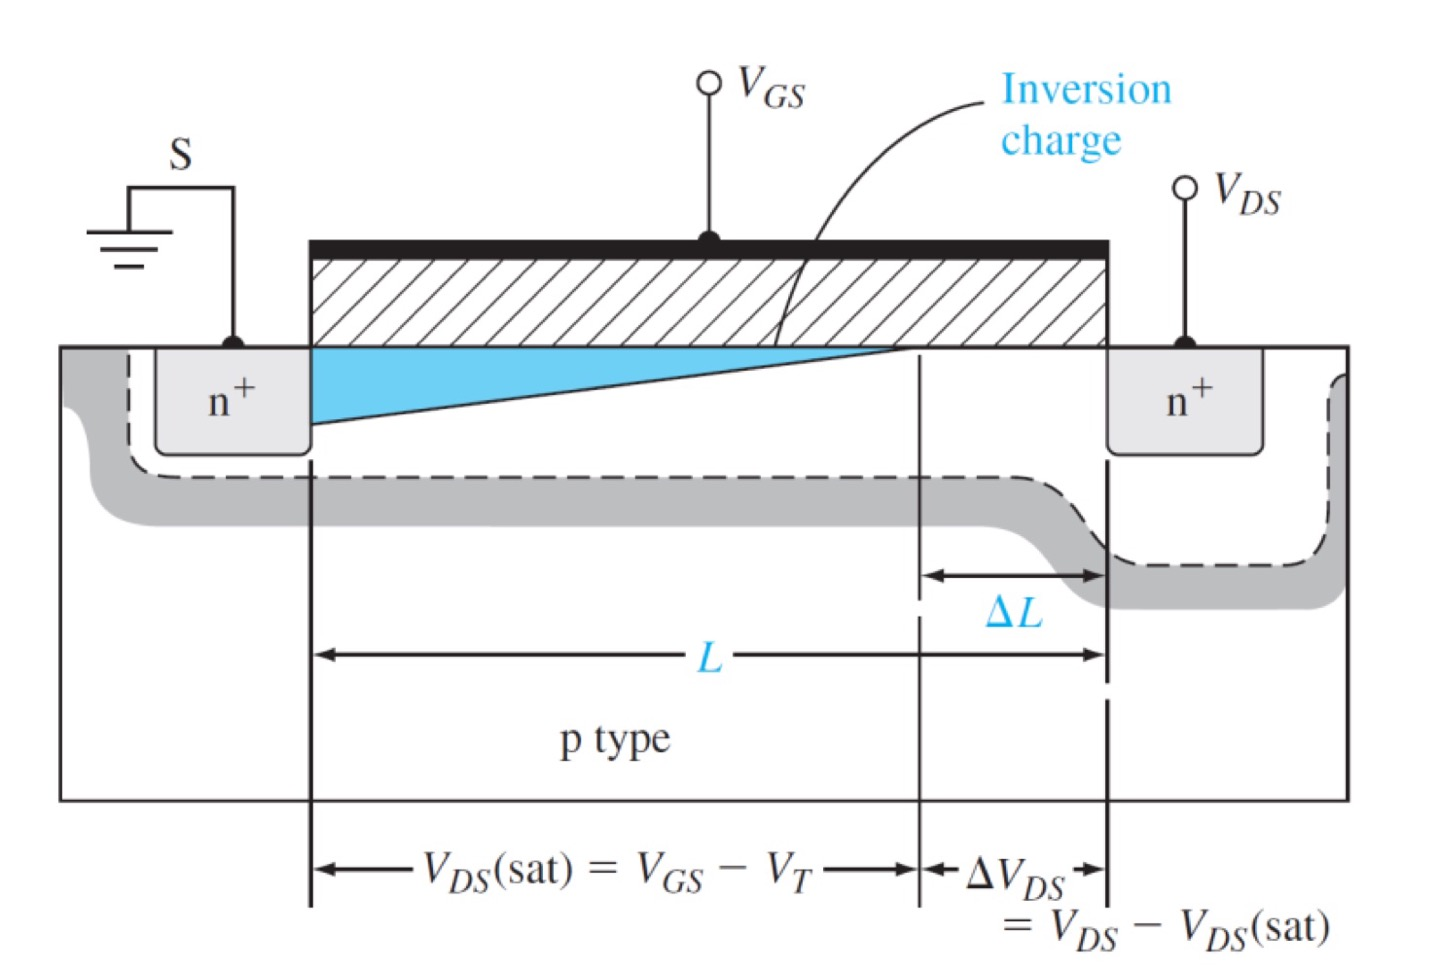 V_GS
Inversion
charge
S
V_DS
n⁺
n⁺
ΔL
L
p type
V_DS(sat) = V_GS − V_T
ΔV_DS
= V_DS − V_DS(sat)